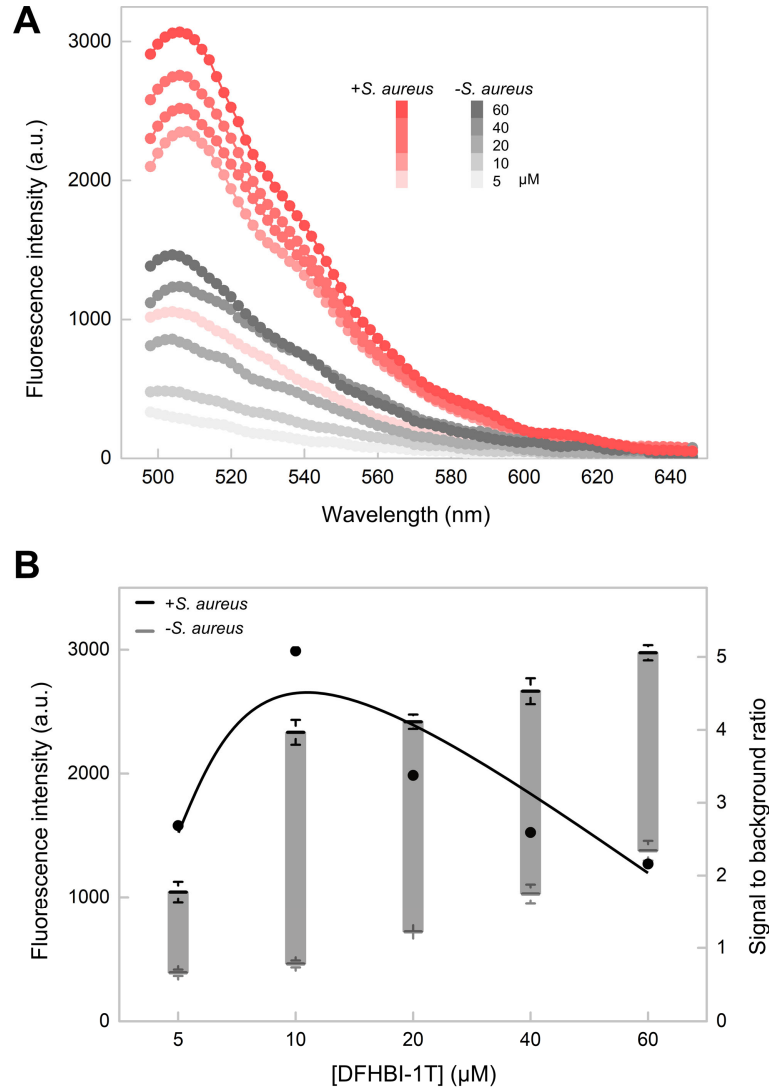 A
Fluorescence intensity (a.u.)
3000
2000
1000
0
+S. aureus -S. aureus
60
40
20
10
5 µM
500 520 540 560 580 600 620 640
Wavelength (nm)
B
Fluorescence intensity (a.u.)
+S. aureus
-S. aureus
3000
2000
1000
0
5
4
3
2
1
0
Signal to background ratio
5 10 20 40 60
[DFHBI-1T] (µM)